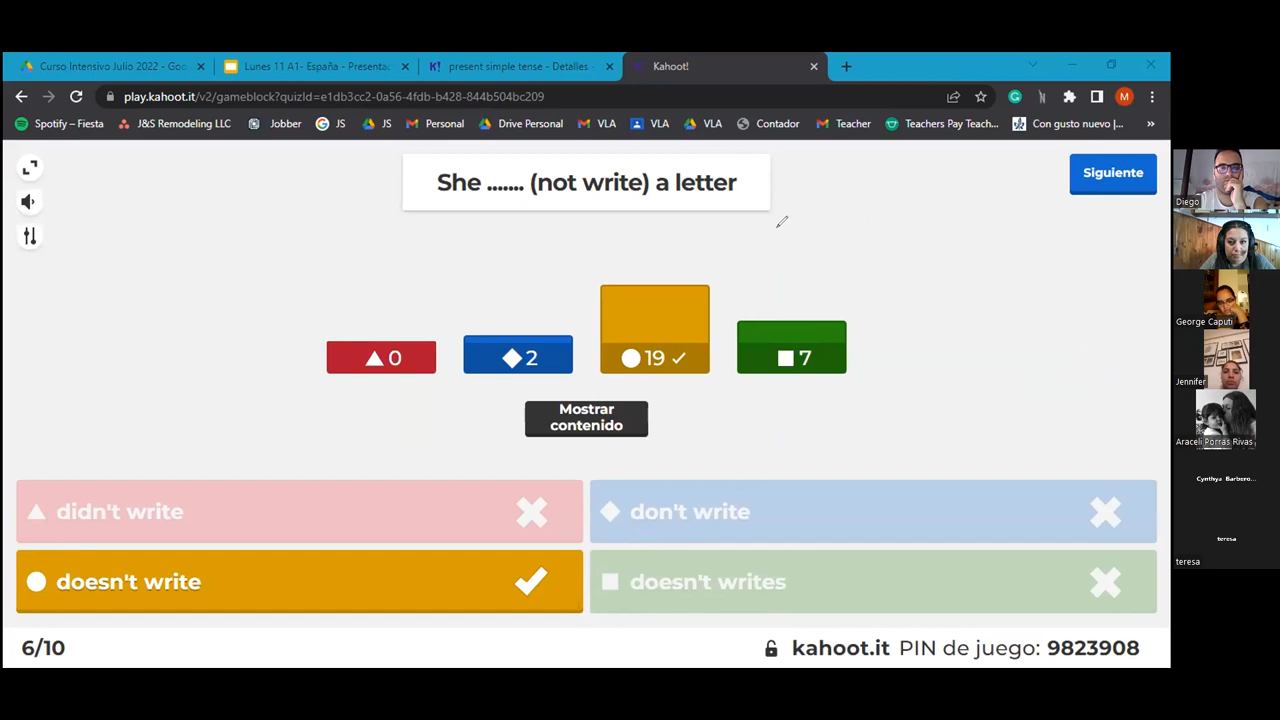 Curso Intensivo Julio 2022 - Goo
Lunes 11 A1- España - Presenta
K! present simple tense - Detalles -
Kahoot!
play.kahoot.it/v2/gameblock?quizId=e1db3cc2-0a56-4fdb-b428-844b504bc209
M
Spotify – Fiesta
J&S Remodeling LLC
Jobber
JS
JS
Personal
Drive Personal
VLA
VLA
VLA
Contador
Teacher
Teachers Pay Teach...
Con gusto nuevo |...
»
She ....... (not write) a letter
Siguiente
0
2
19
7
Mostrar
contenido
didn't write
don't write
doesn't write
doesn't writes
6/10
kahoot.it PIN de juego: 9823908
Diego
George Caputi
Jennifer
Araceli Porras Rivas
Cynthya Barbero...
teresa
teresa